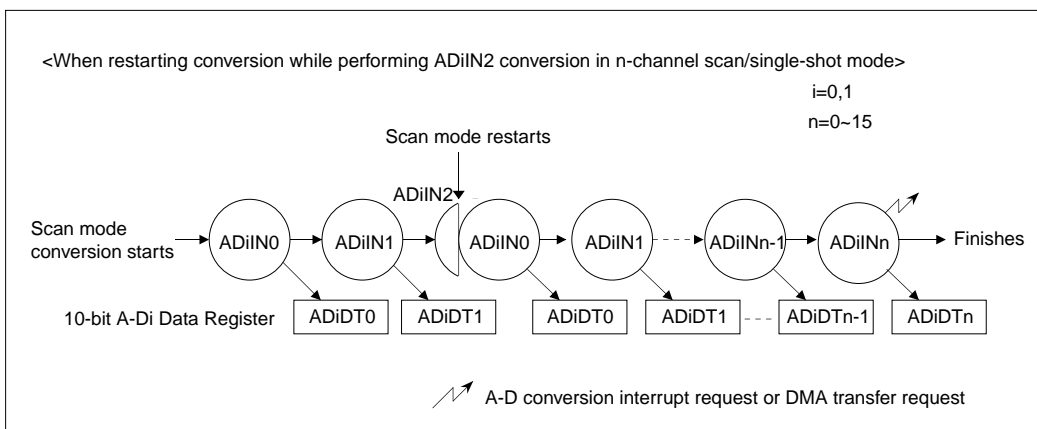 <When restarting conversion while performing ADiIN2 conversion in n-channel scan/single-shot mode>
i=0,1
n=0~15
Scan mode restarts
ADiIN2
Scan mode
conversion starts
ADiIN0
ADiIN1
ADiIN0
ADiIN1
ADiINn-1
ADiINn
Finishes
10-bit A-Di Data Register
ADiDT0
ADiDT1
ADiDT0
ADiDT1
ADiDTn-1
ADiDTn
A-D conversion interrupt request or DMA transfer request